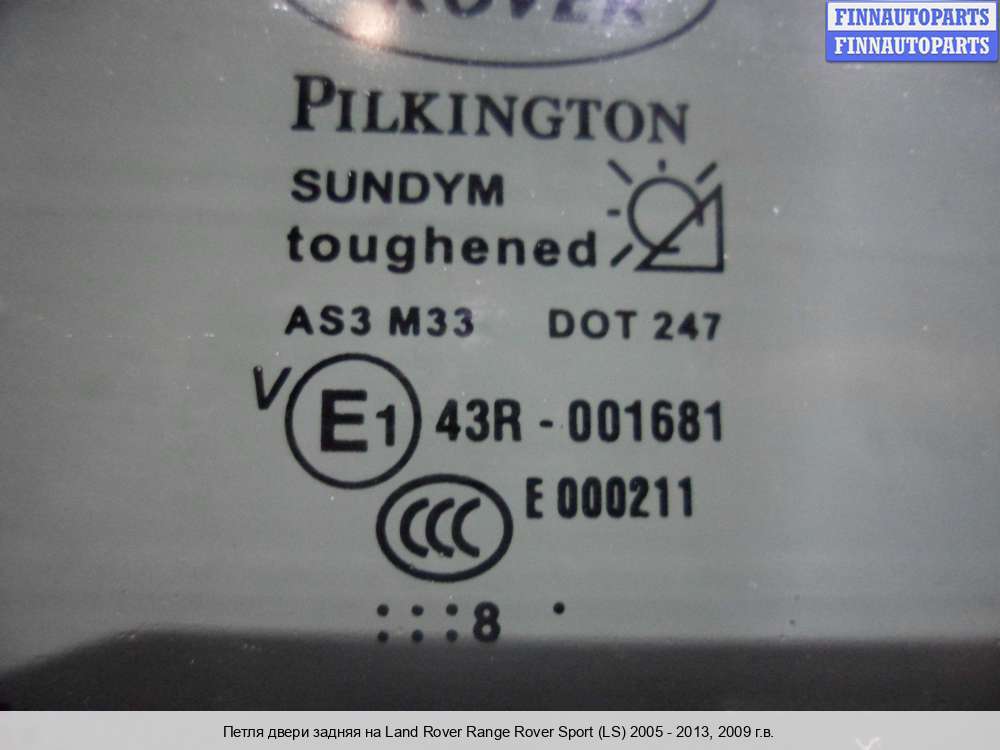 FINNAUTOPARTS
FINNAUTOPARTS
ROVER
PILKINGTON
SUNDYM
toughened
AS3 M33 DOT 247
V E1 43R - 001681
CCC E 000211
: : : 8 .
Петля двери задняя на Land Rover Range Rover Sport (LS) 2005 - 2013, 2009 г.в.